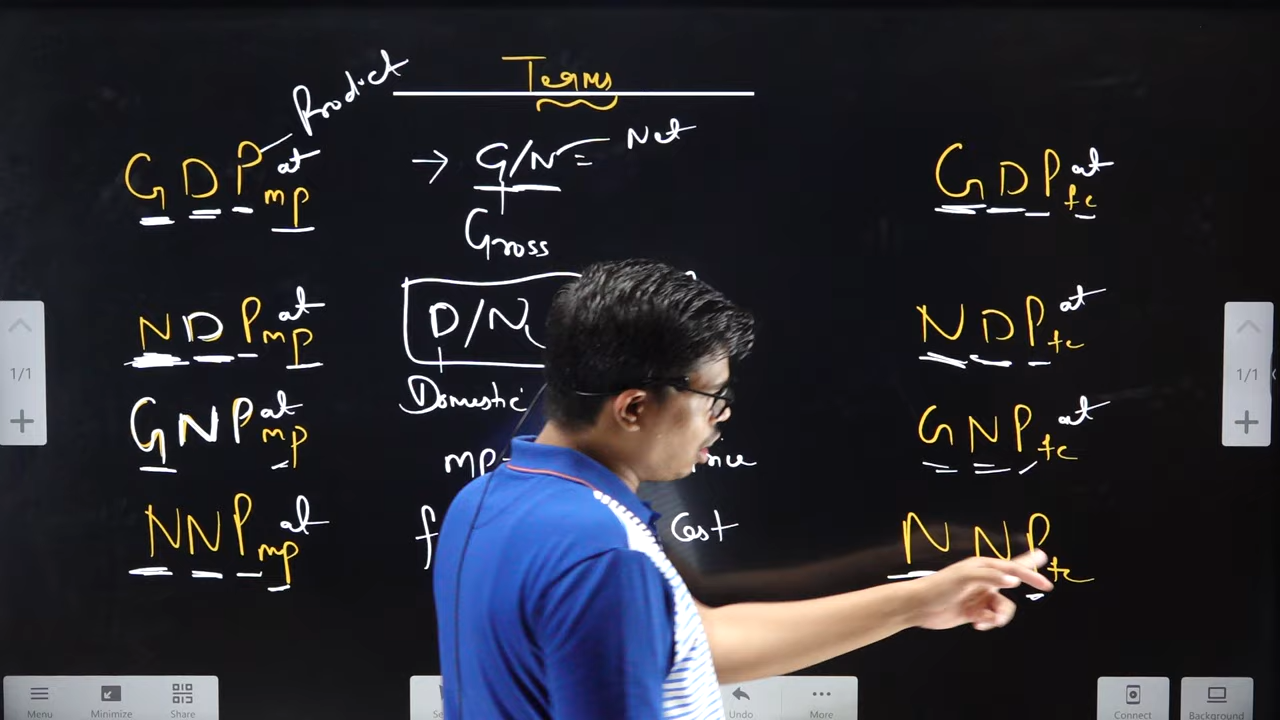 Terms
Product
GDP at mp
→ G/N = Net
Gross
GDP at fc
NDP at mp
D/N
Domestic
NDP at fc
GNP at mp
mp
GNP at fc
NNP at mp
f
Cost
NNP fc
1/1
1/1
Menu
Minimize
Share
Undo
More
Connect
Background